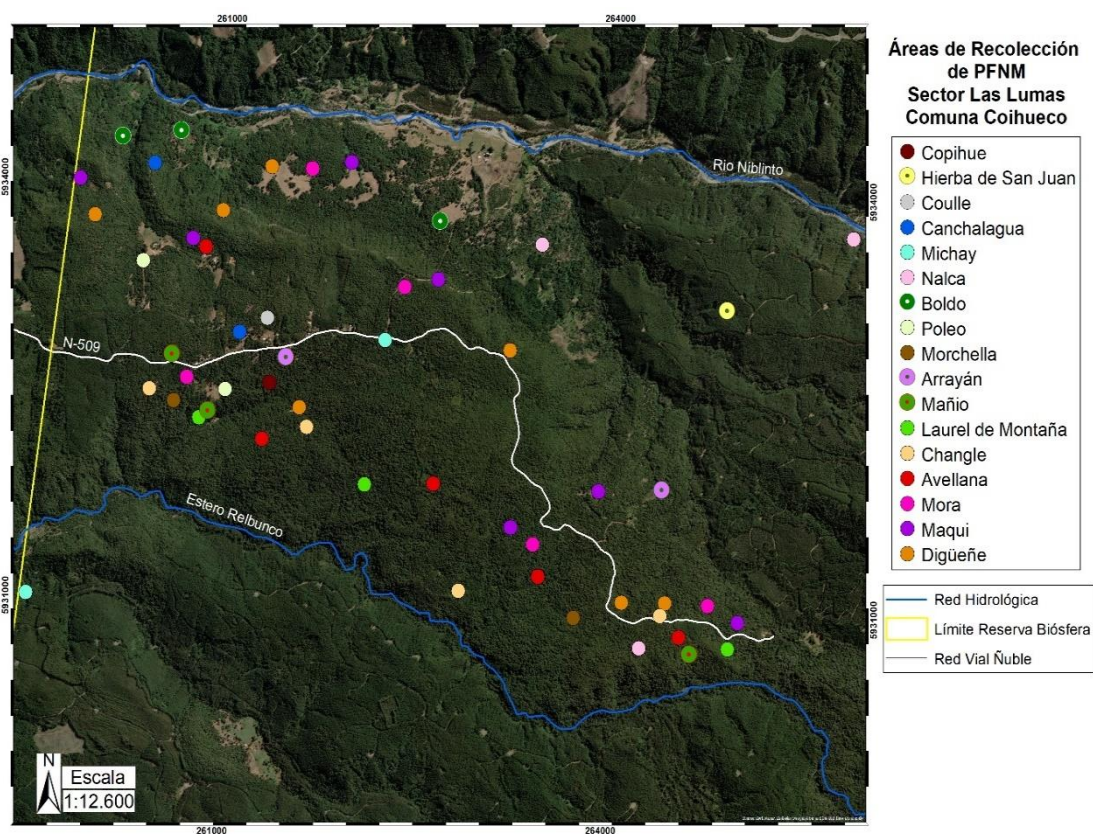 261000
264000
5934000
5934000
Rio Niblinto
N-509
Estero Relbunco
5931000
5931000
N
Escala
1:12.600
261000
264000
Áreas de Recolección
de PFNM
Sector Las Lumas
Comuna Coihueco
Copihue
Hierba de San Juan
Coulle
Canchalagua
Michay
Nalca
Boldo
Poleo
Morchella
Arrayán
Mañio
Laurel de Montaña
Changle
Avellana
Mora
Maqui
Digüeñe
Red Hidrológica
Límite Reserva Biósfera
Red Vial Ñuble